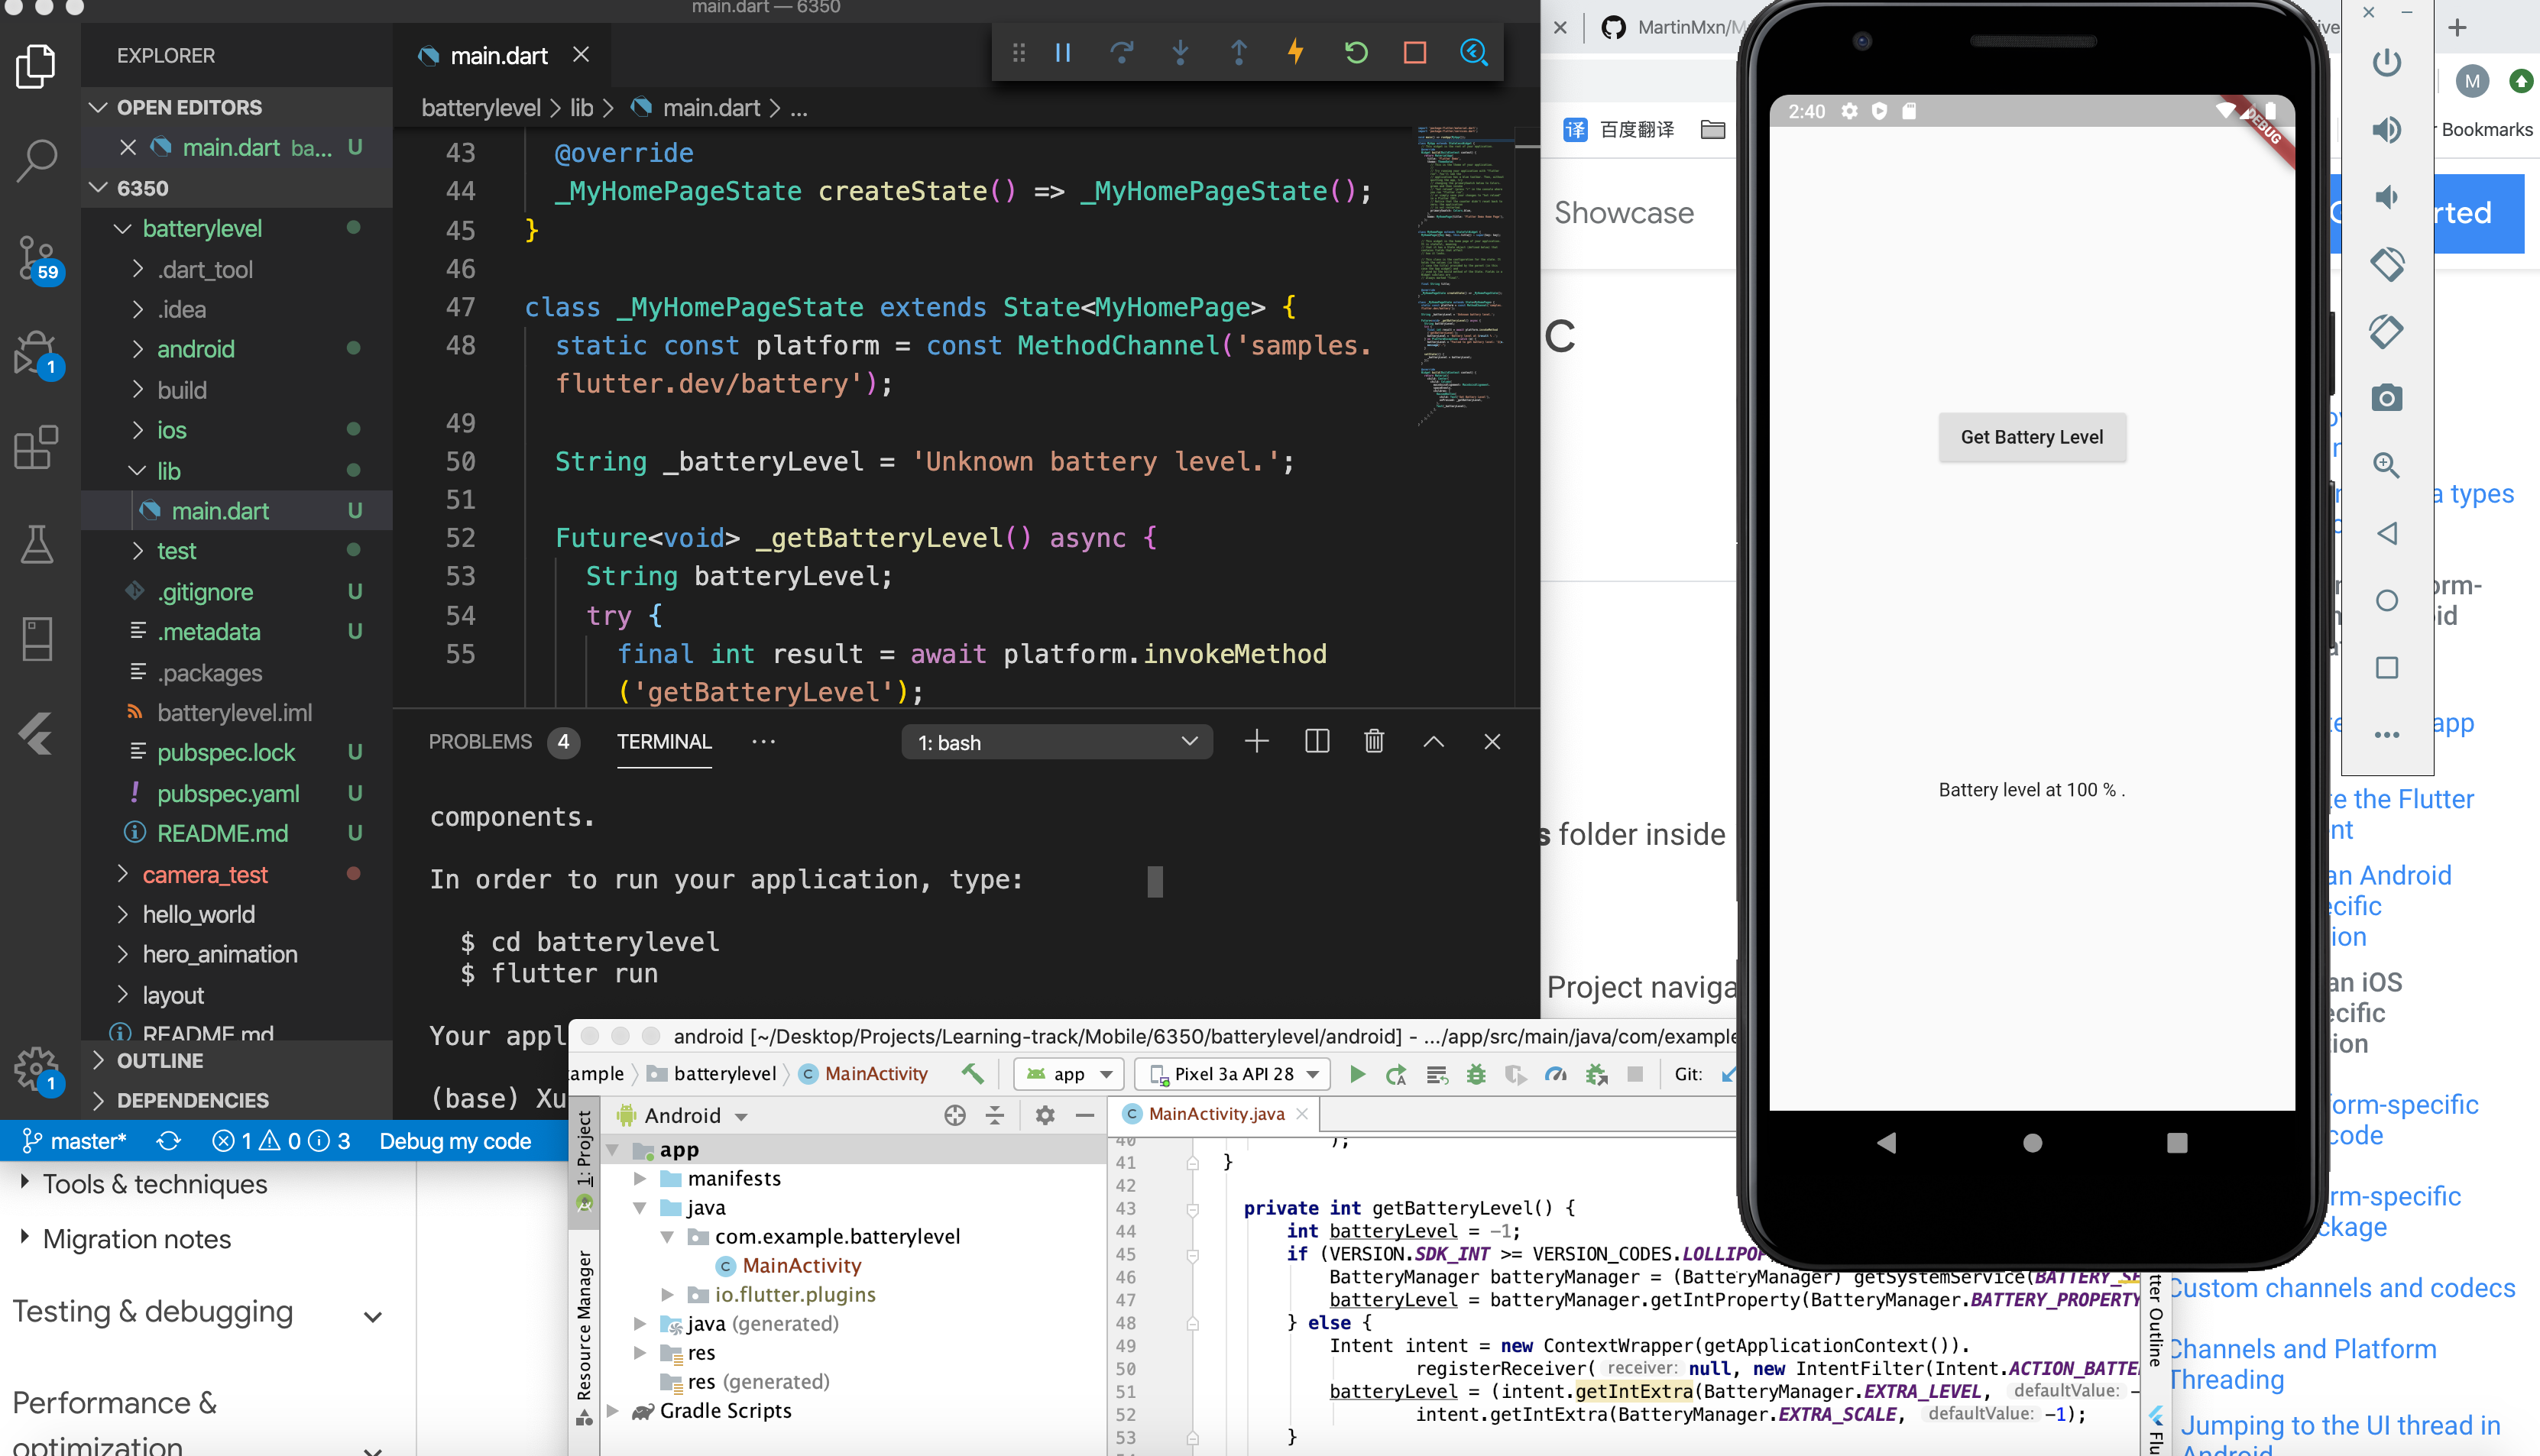 main.dart — 6350
EXPLORER
OPEN EDITORS
main.dart ba... U
6350
batterylevel
.dart_tool
.idea
android
build
ios
lib
main.dart U
test
.gitignore U
.metadata U
.packages
batterylevel.iml
pubspec.lock U
pubspec.yaml U
README.md U
camera_test
hello_world
hero_animation
layout
README.md
OUTLINE
DEPENDENCIES
59
1
1
master*
1 0 3
Debug my code
main.dart
batterylevel > lib > main.dart > ...
43 @override
44 _MyHomePageState createState() => _MyHomePageState();
45 }
46
47 class _MyHomePageState extends State<MyHomePage> {
48 static const platform = const MethodChannel('samples.
flutter.dev/battery');
49
50 String _batteryLevel = 'Unknown battery level.';
51
52 Future<void> _getBatteryLevel() async {
53 String batteryLevel;
54 try {
55 final int result = await platform.invokeMethod
('getBatteryLevel');
PROBLEMS 4 TERMINAL ... 1: bash
components.
In order to run your application, type:
$ cd batterylevel
$ flutter run
Your appl
(base) Xu
android [~/Desktop/Projects/Learning-track/Mobile/6350/batterylevel/android] - .../app/src/main/java/com/example
ample batterylevel MainActivity app Pixel 3a API 28 Git:
1: Project
Resource Manager
Android
app
manifests
java
com.example.batterylevel
MainActivity
io.flutter.plugins
java (generated)
res
res (generated)
Gradle Scripts
MainActivity.java
40 );
41 }
42
43 private int getBatteryLevel() {
44 int batteryLevel = -1;
45 if (VERSION.SDK_INT >= VERSION_CODES.LOLLIPOP
46 BatteryManager batteryManager = (BatteryManager) getSystemService(BATTERY_SE
47 batteryLevel = batteryManager.getIntProperty(BatteryManager.BATTERY_PROPERTY
48 } else {
49 Intent intent = new ContextWrapper(getApplicationContext()).
50 registerReceiver( receiver: null, new IntentFilter(Intent.ACTION_BATTE
51 batteryLevel = (intent.getIntExtra(BatteryManager.EXTRA_LEVEL, defaultValue: -
52 intent.getIntExtra(BatteryManager.EXTRA_SCALE, defaultValue: -1);
53 }
tter Outline
Flu
Tools & techniques
Migration notes
Testing & debugging
Performance &
optimization
MartinMxn/M
译 百度翻译
Showcase
C
s folder inside
Project naviga
2:40
DEBUG
Get Battery Level
Battery level at 100 % .
ive
M
Bookmarks
rted
a types
orm-
id
app
te the Flutter
nt
an Android
cific
ion
an iOS
ecific
tion
form-specific
code
rm-specific
ckage
Custom channels and codecs
Channels and Platform
Threading
Jumping to the UI thread in
Android